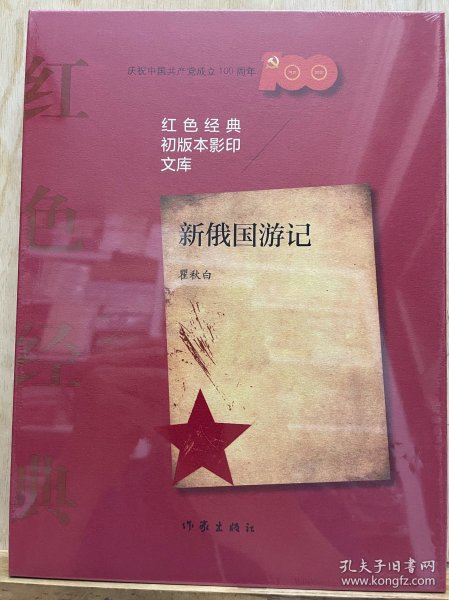 庆祝中国共产党成立100周年
100
红色经典
初版本影印
文库
红色经典
新俄国游记
瞿秋白
作家出版社
孔夫子旧书网
www.kongfz.com